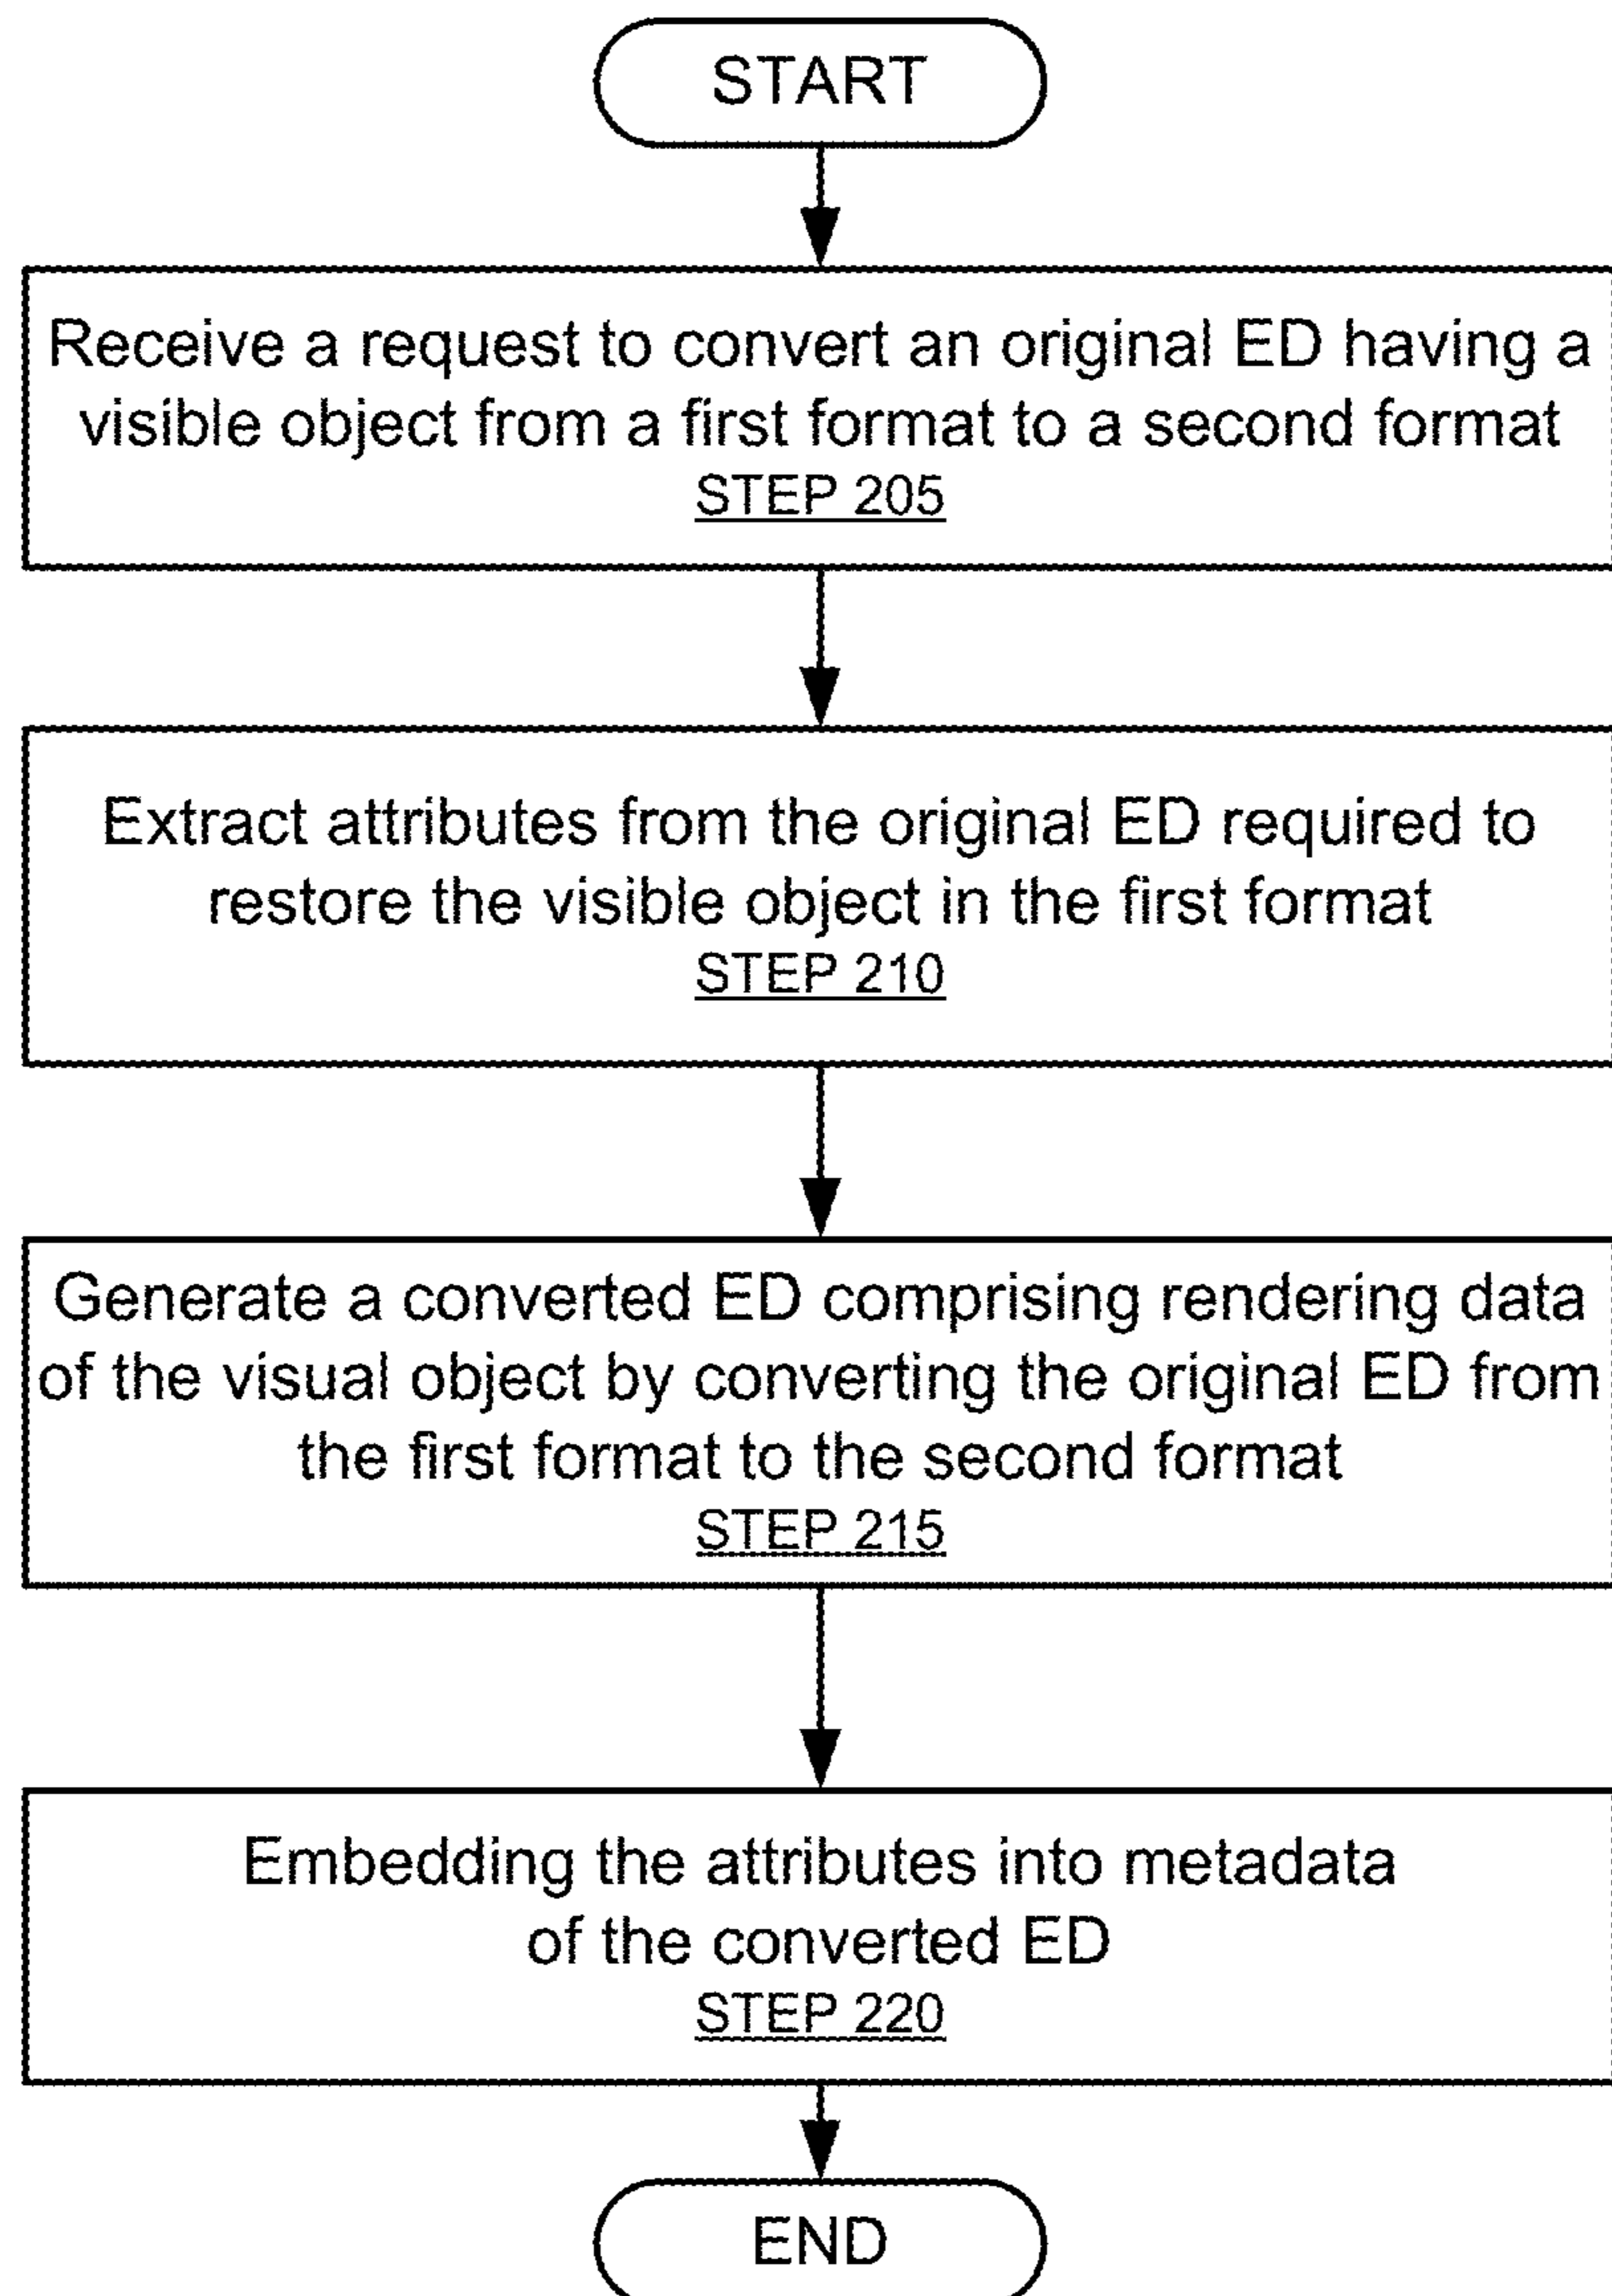 START
Receive a request to convert an original ED having a
visible object from a first format to a second format
STEP 205
Extract attributes from the original ED required to
restore the visible object in the first format
STEP 210
Generate a converted ED comprising rendering data
of the visual object by converting the original ED from
the first format to the second format
STEP 215
Embedding the attributes into metadata
of the converted ED
STEP 220
END